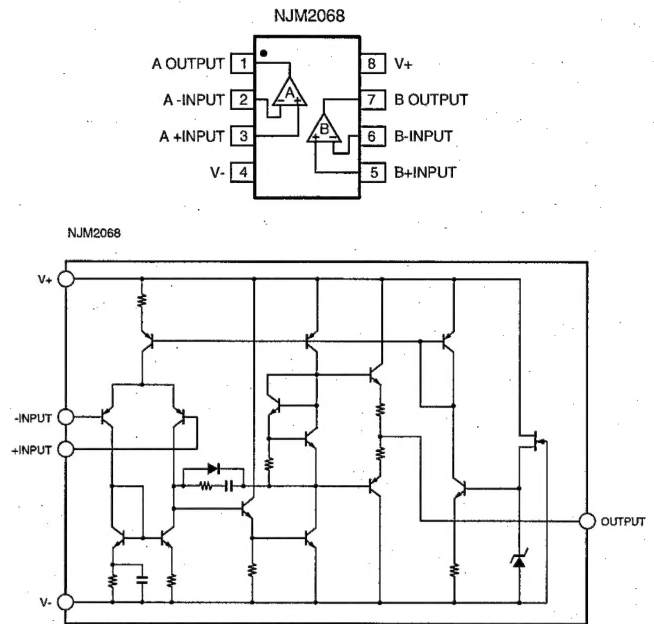 NJM2068
A OUTPUT 1 8 V+
A -INPUT 2 A 7 B OUTPUT
A +INPUT 3 B 6 B-INPUT
V- 4 5 B+INPUT
NJM2068
V+
-INPUT
+INPUT
OUTPUT
V-